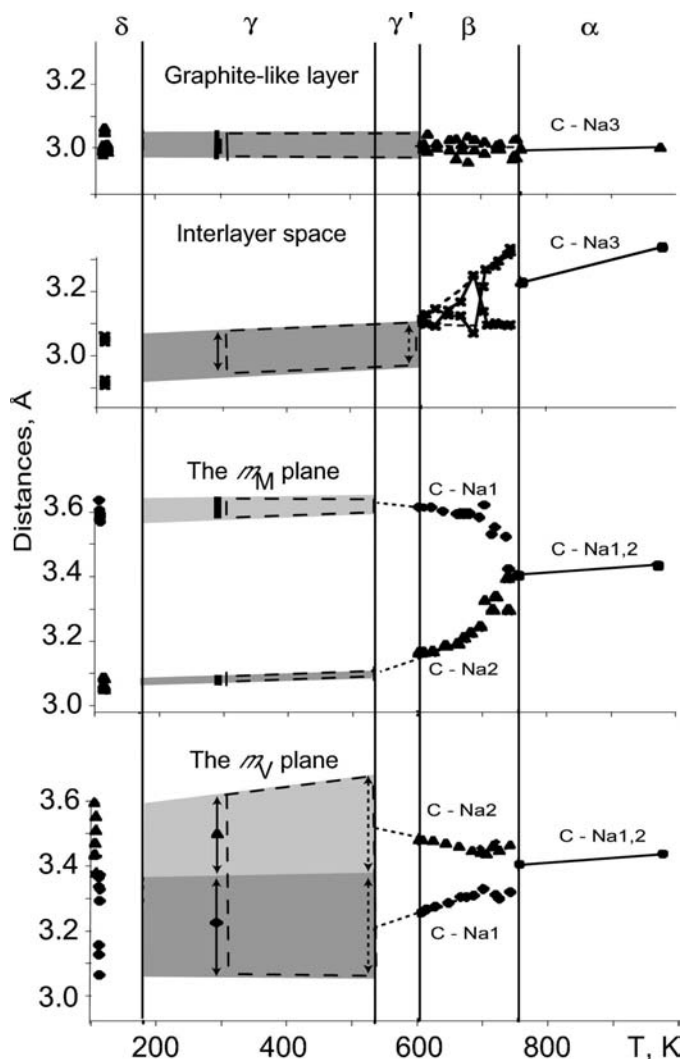 δ γ γ' β α
Graphite-like layer
3.2
3.0
C - Na3
Interlayer space
C - Na3
3.2
3.0
Distances, Å
The mM plane
3.6
C - Na1
C - Na1,2
3.4
3.2
C - Na2
3.0
The mV plane
3.6
C - Na2
C - Na1,2
3.4
3.2
C - Na1
3.0
200 400 600 800 T, K